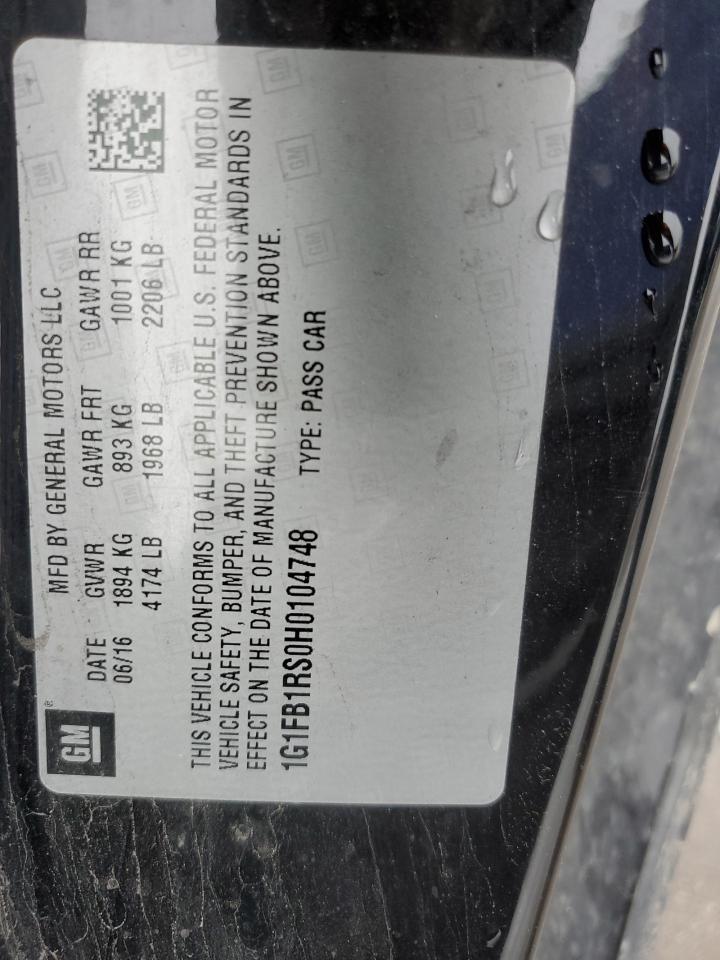 GM®
MFD BY GENERAL MOTORS LLC
DATE GVWR GAWR FRT GAWR RR
06/16 1894 KG 893 KG 1001 KG
4174 LB 1968 LB 2206 LB
THIS VEHICLE CONFORMS TO ALL APPLICABLE U.S. FEDERAL MOTOR
VEHICLE SAFETY, BUMPER, AND THEFT PREVENTION STANDARDS IN
EFFECT ON THE DATE OF MANUFACTURE SHOWN ABOVE.
1G1FB1RS0H0104748 TYPE: PASS CAR